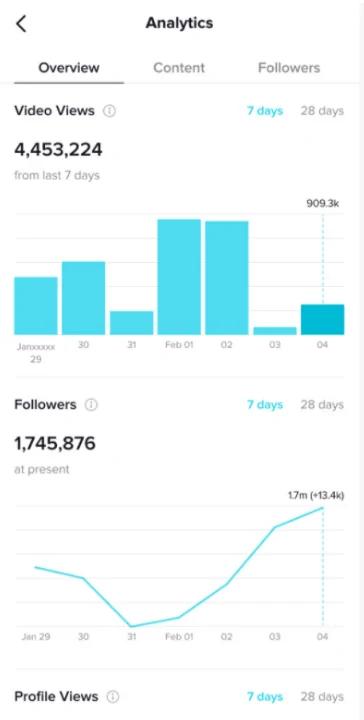 Analytics
Overview Content Followers
Video Views 7 days 28 days
4,453,224
from last 7 days
909.3k
Janxxxxx 30 31 Feb 01 02 03 04
29
Followers 7 days 28 days
1,745,876
at present
1.7m (+13.4k)
Jan 29 30 31 Feb 01 02 03 04
Profile Views 7 days 28 days